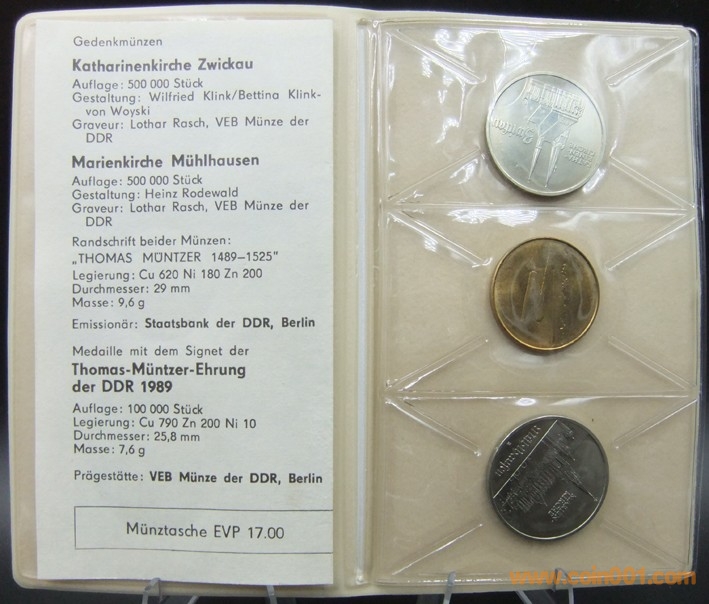 Gedenkmünzen
Katharinenkirche Zwickau
Auflage: 500 000 Stück
Gestaltung: Wilfried Klink/Bettina Klink-
von Woyski
Graveur: Lothar Rasch, VEB Münze der
DDR
Marienkirche Mühlhausen
Auflage: 500 000 Stück
Gestaltung: Heinz Rodewald
Graveur: Lothar Rasch, VEB Münze der
DDR
Randschrift beider Münzen:
„THOMAS MÜNTZER 1489–1525"
Legierung: Cu 620 Ni 180 Zn 200
Durchmesser: 29 mm
Masse: 9,6 g
Emissionär: Staatsbank der DDR, Berlin
Medaille mit dem Signet der
Thomas-Müntzer-Ehrung
der DDR 1989
Auflage: 100 000 Stück
Legierung: Cu 790 Zn 200 Ni 10
Durchmesser: 25,8 mm
Masse: 7,6 g
Prägestätte: VEB Münze der DDR, Berlin
Münztasche EVP 17.00
Zwickau
www.coin001.com